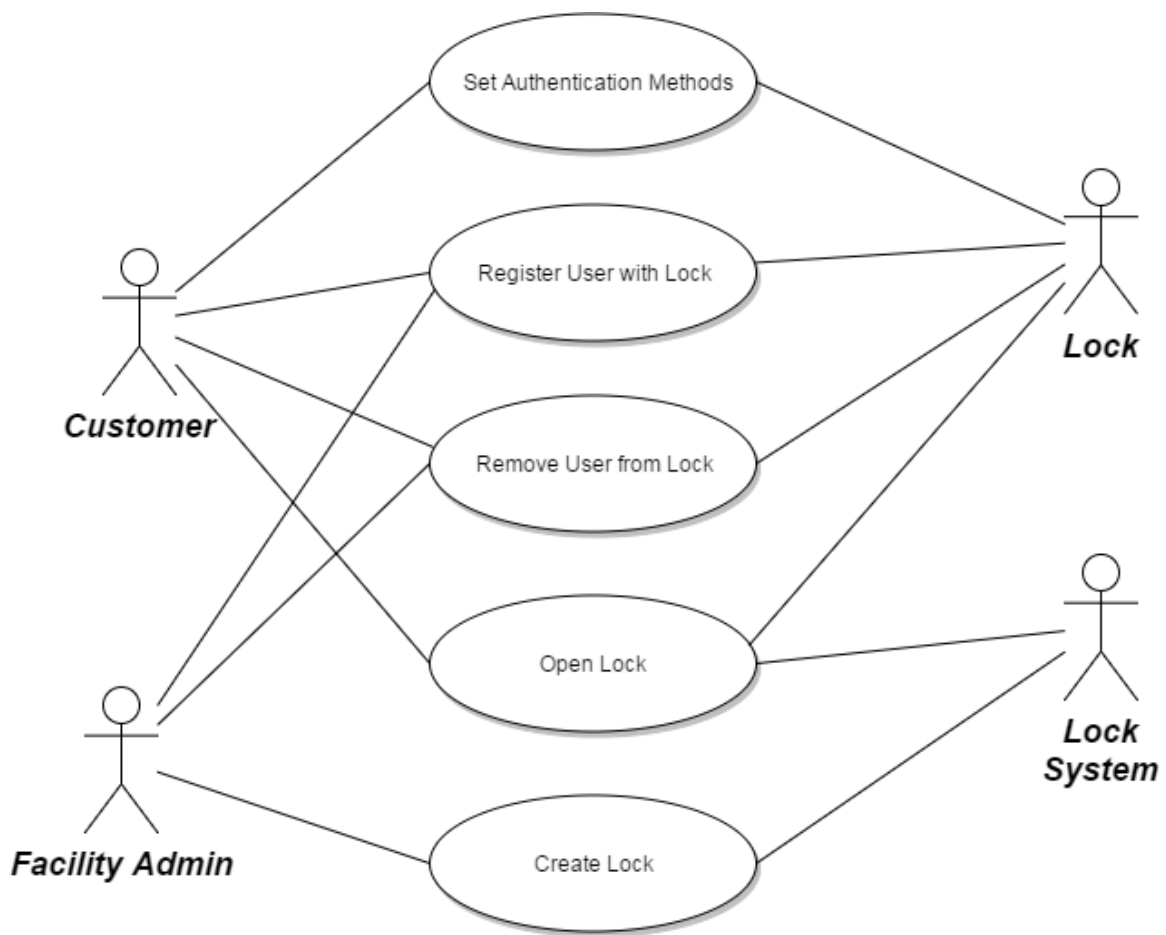 Set Authentication Methods
Register User with Lock
Lock
Customer
Remove User from Lock
Open Lock
Lock
System
Facility Admin
Create Lock